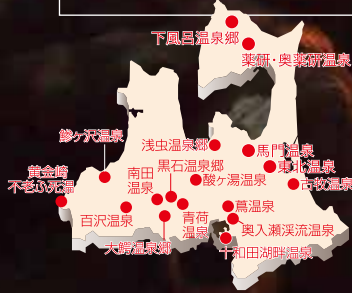 下風呂温泉郷
薬研・奥薬研温泉
鰺ヶ沢温泉
浅虫温泉郷
馬門温泉
黒石温泉郷
東北温泉
黄金崎
不老ふ死温
南田
温泉
酸ヶ湯温泉
古牧温泉
百沢温泉
青荷
温泉
蔦温泉
大鰐温泉郷
奥入瀬渓流温泉
十和田湖畔温泉